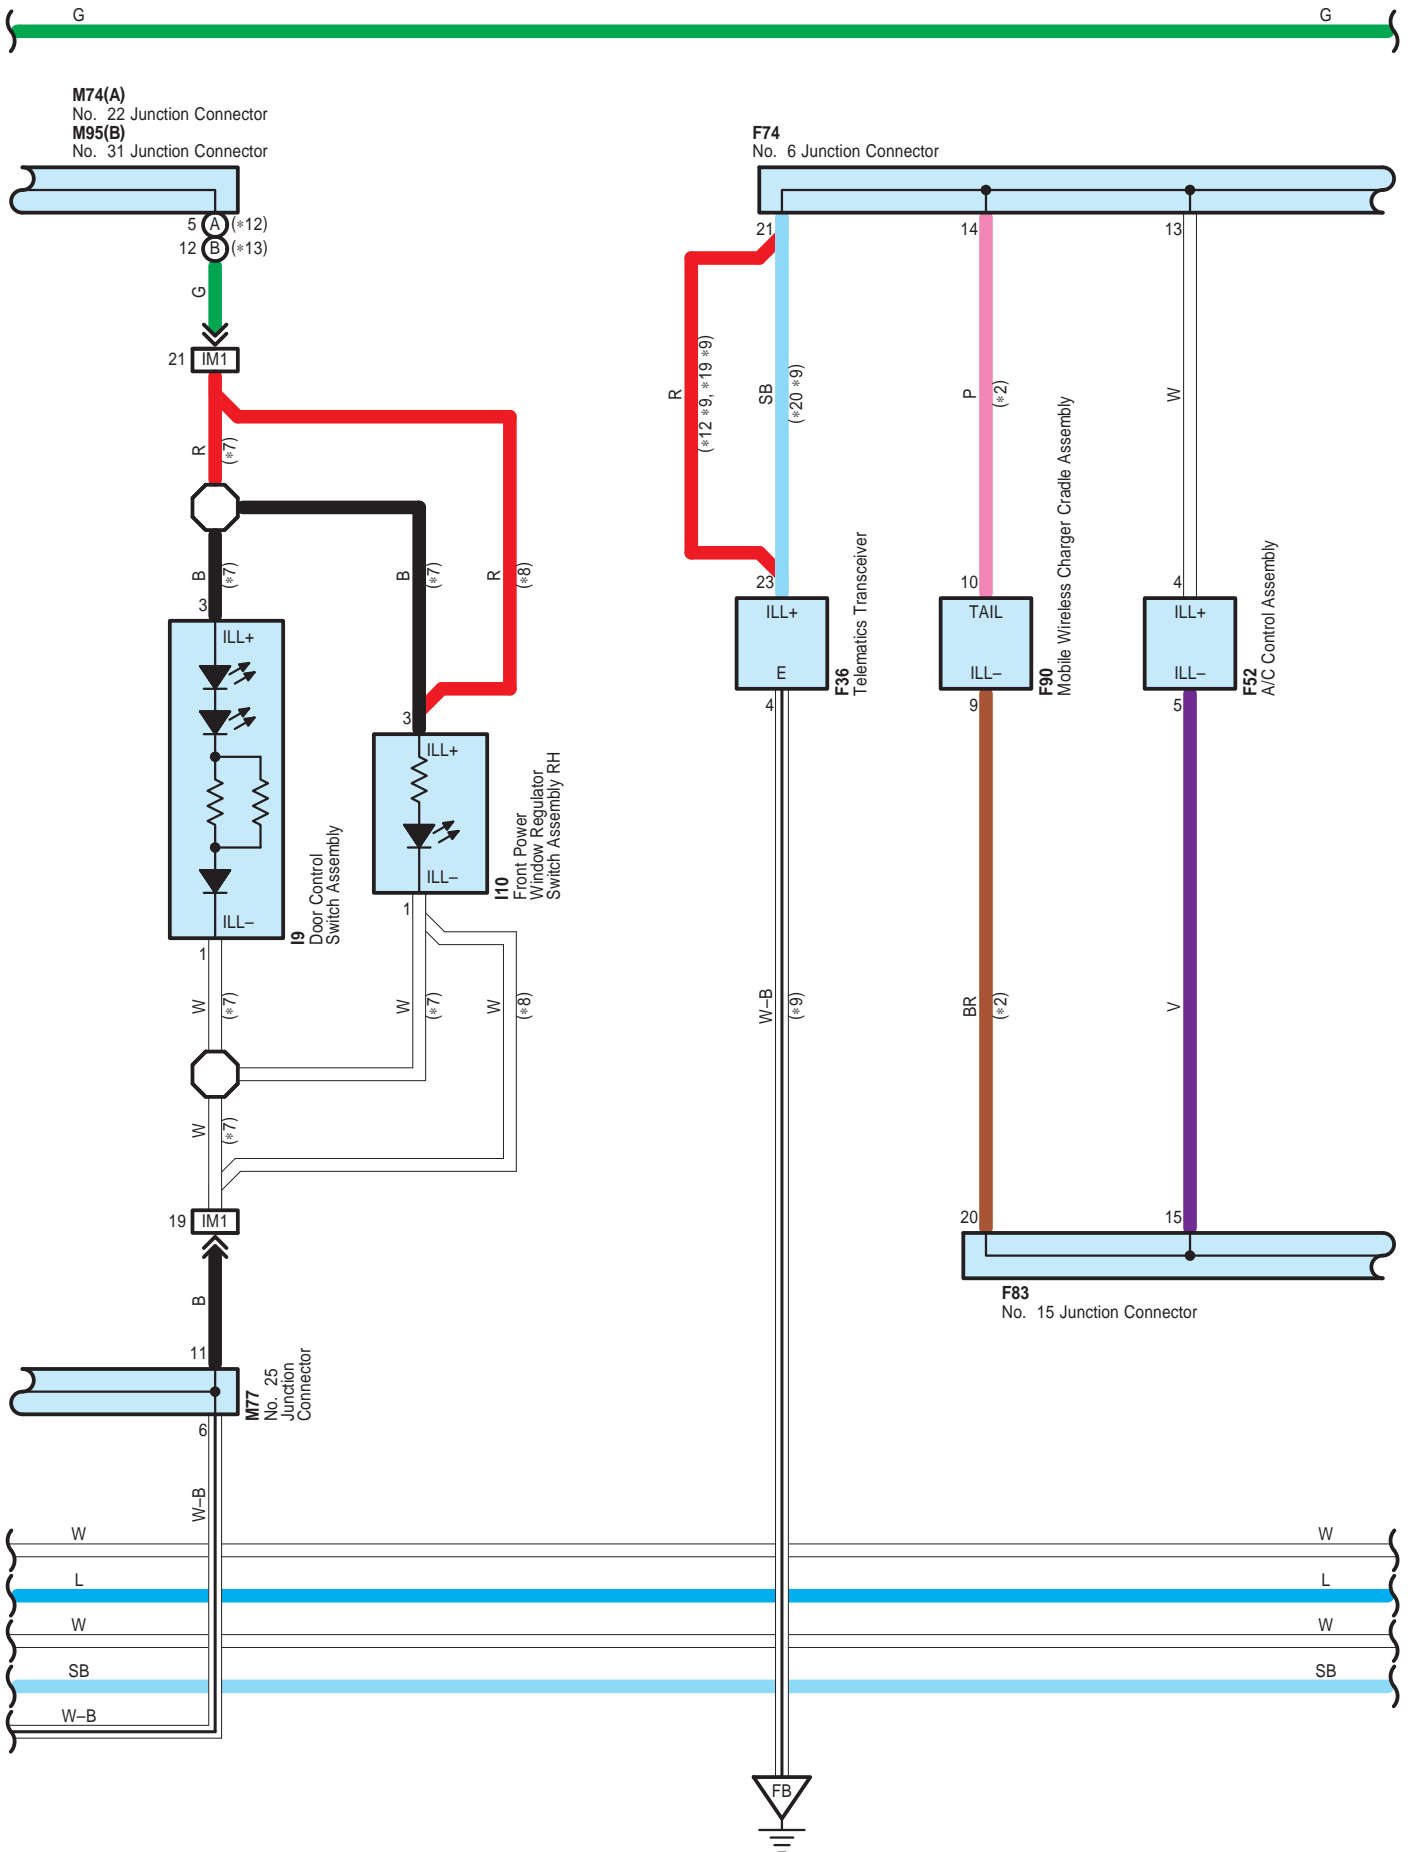 G
G
M74(A)
No. 22 Junction Connector
M95(B)
No. 31 Junction Connector
F74
No. 6 Junction Connector
5 A (*12)
12 B (*13)
G
21 IM1
R
(*7)
B
(*7)
B
(*7)
R
(*8)
3
ILL+
ILL–
1
I9
Door Control
Switch Assembly
3
ILL+
ILL–
1
I10
Front Power
Window Regulator
Switch Assembly RH
W
(*7)
W
(*7)
W
(*8)
W
(*7)
19 IM1
B
11
M77
No. 25
Junction
Connector
6
W–B
21
R
(*12 *9, *19 *9)
SB
(*20 *9)
23
ILL+
E
4
F36
Telematics Transceiver
W–B
(*9)
14
P
(*2)
10
TAIL
ILL–
9
F90
Mobile Wireless Charger Cradle Assembly
BR
(*2)
20
13
W
4
ILL+
ILL–
5
F52
A/C Control Assembly
V
15
F83
No. 15 Junction Connector
W
W
L
L
W
W
SB
SB
W–B
FB